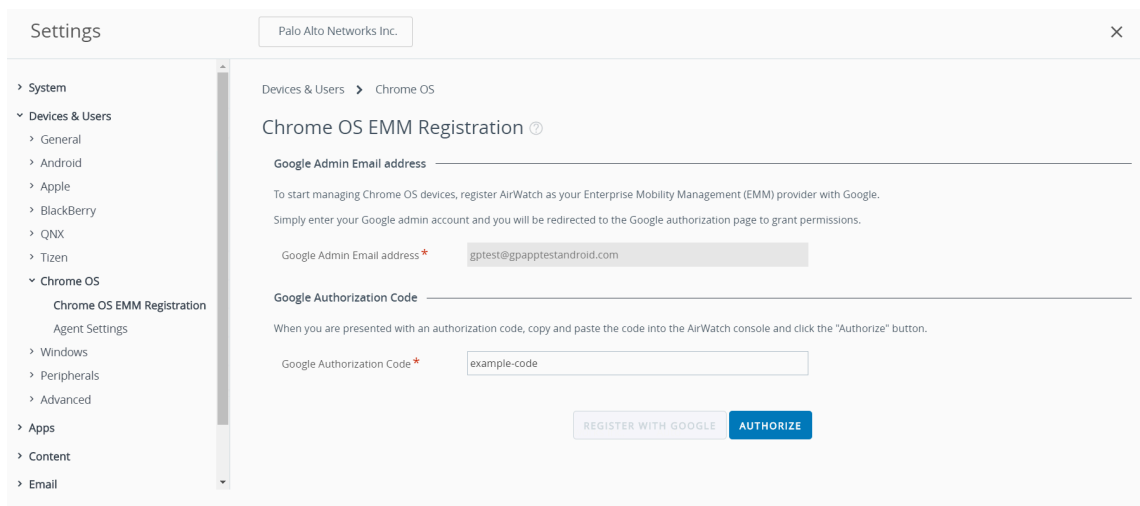 Settings
Palo Alto Networks Inc.
System
Devices & Users
General
Android
Apple
BlackBerry
QNX
Tizen
Chrome OS
Chrome OS EMM Registration
Agent Settings
Windows
Peripherals
Advanced
Apps
Content
Email
Devices & Users > Chrome OS
Chrome OS EMM Registration ?
Google Admin Email address
To start managing Chrome OS devices, register AirWatch as your Enterprise Mobility Management (EMM) provider with Google.
Simply enter your Google admin account and you will be redirected to the Google authorization page to grant permissions.
Google Admin Email address * gptest@gpapptestandroid.com
Google Authorization Code
When you are presented with an authorization code, copy and paste the code into the AirWatch console and click the "Authorize" button.
Google Authorization Code * example-code
REGISTER WITH GOOGLE AUTHORIZE